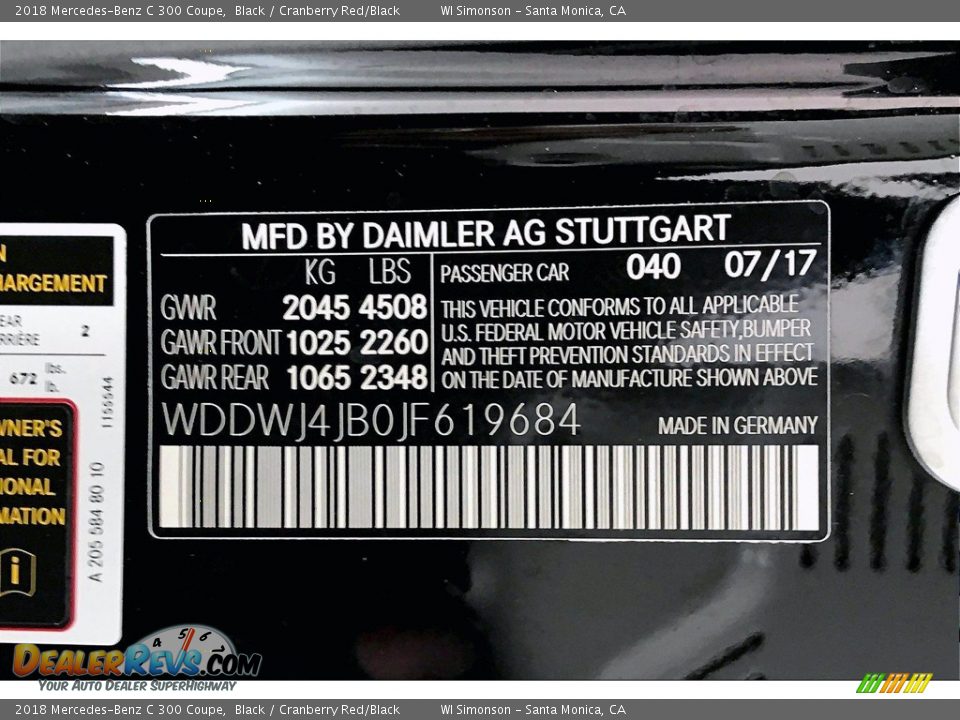 2018 Mercedes-Benz C 300 Coupe,  Black / Cranberry Red/Black  WI Simonson - Santa Monica, CA
MFD BY DAIMLER AG STUTTGART
KG LBS
GVWR 2045 4508
GAWR FRONT 1025 2260
GAWR REAR 1065 2348
PASSENGER CAR 040 07/17
THIS VEHICLE CONFORMS TO ALL APPLICABLE
U.S. FEDERAL MOTOR VEHICLE SAFETY,BUMPER
AND THEFT PREVENTION STANDARDS IN EFFECT
ON THE DATE OF MANUFACTURE SHOWN ABOVE
WDDWJ4JB0JF619684
MADE IN GERMANY
N
HARGEMENT
EAR
RRIÈRE 2
672 lbs.
lb.
1155544
WNER'S
AL FOR
IONAL
MATION
i
A 205 584 80 10
4 5 6
DEALERREVS.COM
YOUR AUTO DEALER SUPERHIGHWAY
2018 Mercedes-Benz C 300 Coupe,  Black / Cranberry Red/Black  WI Simonson - Santa Monica, CA